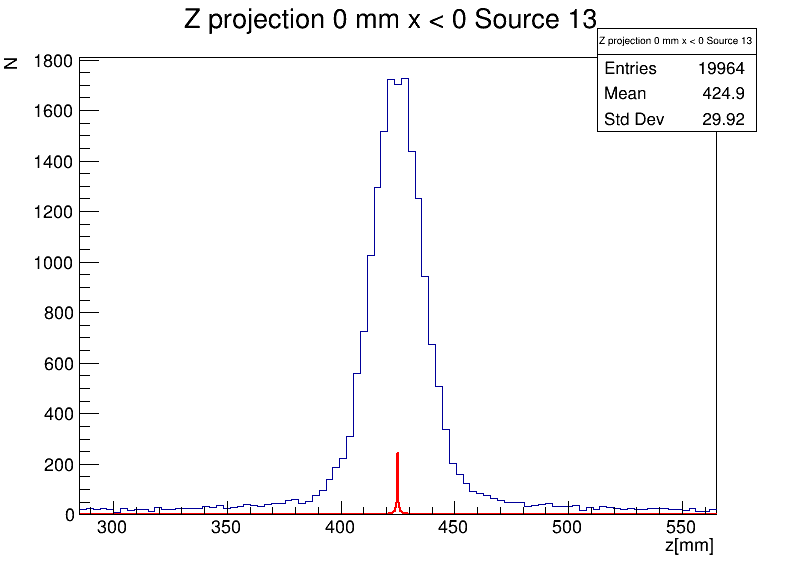 Z projection 0 mm x < 0 Source 13
Z projection 0 mm x < 0 Source 13
Entries 19964
Mean 424.9
Std Dev 29.92
N
1800
1600
1400
1200
1000
800
600
400
200
0
300 350 400 450 500 550
z[mm]